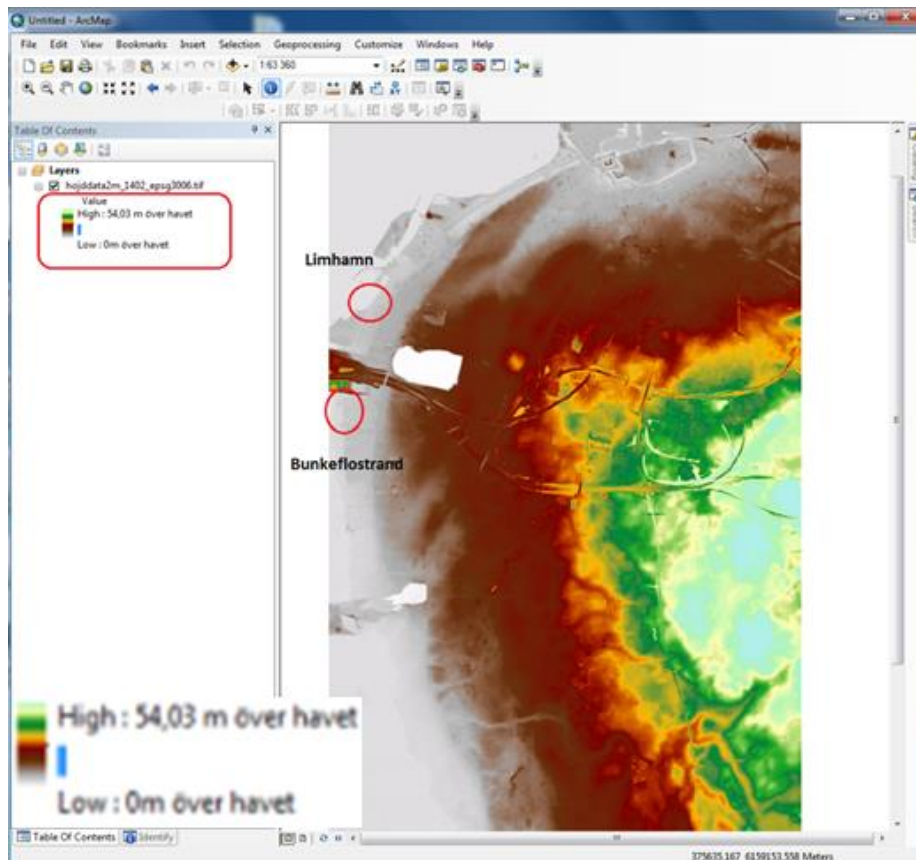 Untitled - ArcMap
File Edit View Bookmarks Insert Selection Geoprocessing Customize Windows Help
1:63 360
Table Of Contents
Layers
hojddata2m_1402_epsg3006.tif
Value
High : 54,03 m över havet
Low : 0m över havet
Limhamn
Bunkeflostrand
High : 54,03 m över havet
Low : 0m över havet
Table Of Contents Identify
375635,167 6159153,558 Meters